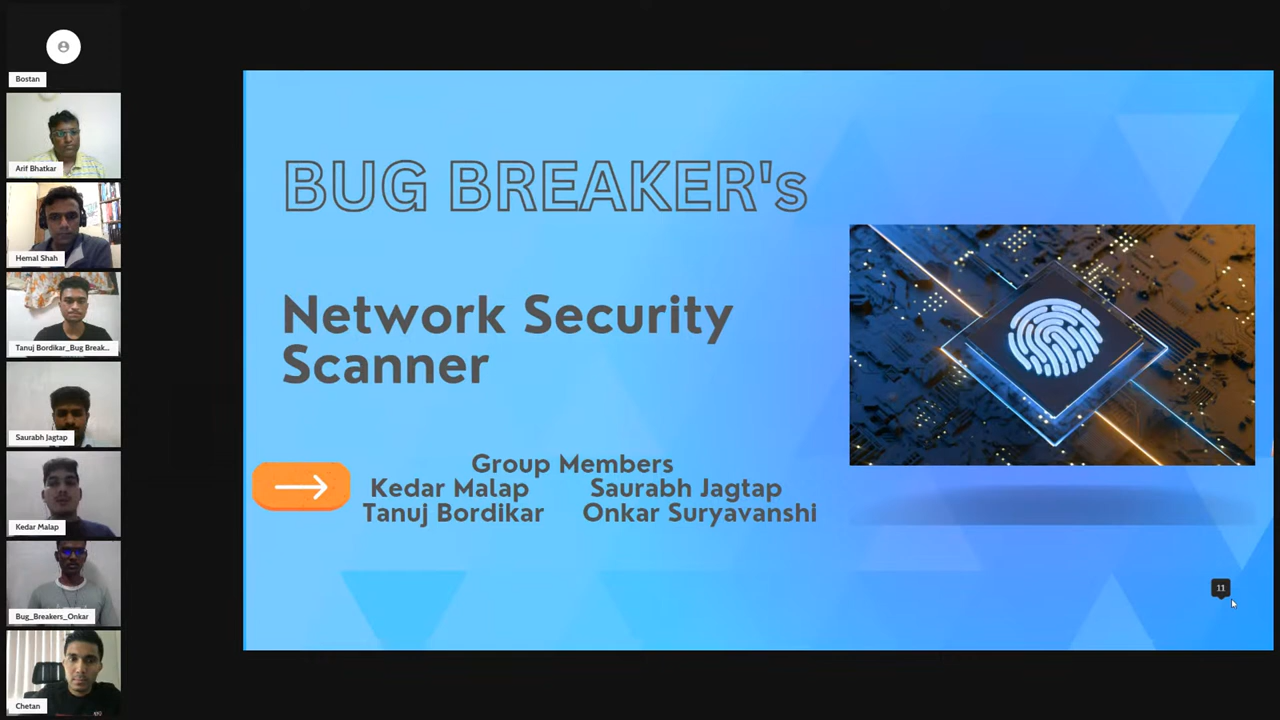 Bostan
Arif Bhatkar
Hemal Shah
Tanuj Bordikar_Bug Break...
Saurabh Jagtap
Kedar Malap
Bug_Breakers_Onkar
Chetan
BUG BREAKER's
Network Security
Scanner
Group Members
Kedar Malap Saurabh Jagtap
Tanuj Bordikar Onkar Suryavanshi
11